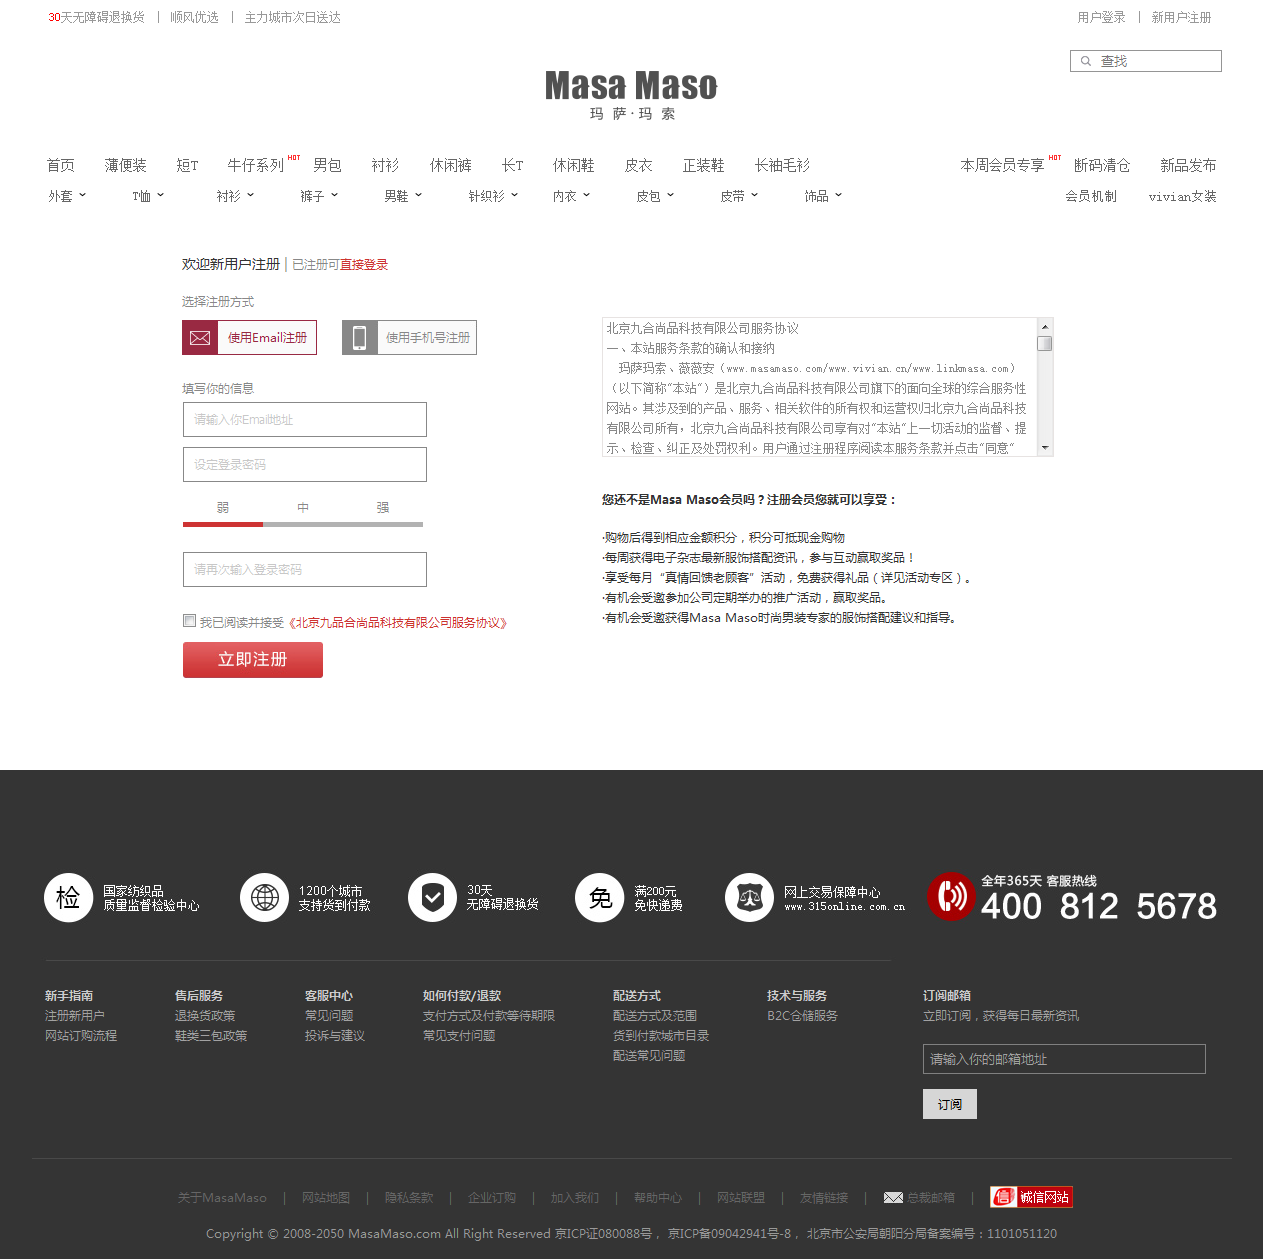 30天无障碍退换货 | 顺风优选 | 主力城市次日送达 用户登录 | 新用户注册
查找
Masa Maso
玛萨·玛索
首页 薄便装 短T 牛仔系列 HOT 男包 衬衫 休闲裤 长T 休闲鞋 皮衣 正装鞋 长袖毛衫 本周会员专享 HOT 断码清仓 新品发布
外套 T恤 衬衫 裤子 男鞋 针织衫 内衣 皮包 皮带 饰品 会员机制 vivian女装
欢迎新用户注册 | 已注册可直接登录
选择注册方式
使用Email注册 使用手机号注册
填写你的信息
请输入你Email地址
设定登录密码
弱 中 强
请再次输入登录密码
我已阅读并接受《北京九品合尚品科技有限公司服务协议》
立即注册
北京九合尚品科技有限公司服务协议
一、本站服务条款的确认和接纳
玛萨玛索、薇薇安（www.masamaso.com/www.vivian.cn/www.linkmasa.com）
（以下简称“本站”）是北京九合尚品科技有限公司旗下的面向全球的综合服务性
网站。其涉及到的产品、服务、相关软件的所有权和运营权归北京九合尚品科技
有限公司所有，北京九合尚品科技有限公司享有对“本站”上一切活动的监督、提
示、检查、纠正及处罚权利。用户通过注册程序阅读本服务条款并点击“同意”
您还不是Masa Maso会员吗？注册会员您就可以享受：
·购物后得到相应金额积分，积分可抵现金购物
·每周获得电子杂志最新服饰搭配资讯，参与互动赢取奖品！
·享受每月“真情回馈老顾客”活动，免费获得礼品（详见活动专区）。
·有机会受邀参加公司定期举办的推广活动，赢取奖品。
·有机会受邀获得Masa Maso时尚男装专家的服饰搭配建议和指导。
检 国家纺织品
质量监督检验中心
1200个城市
支持货到付款
30天
无障碍退换货
免 满200元
免快递费
网上交易保障中心
www.315online.com.cn
全年365天 客服热线
400 812 5678
新手指南 售后服务 客服中心 如何付款/退款 配送方式 技术与服务 订阅邮箱
注册新用户 退换货政策 常见问题 支付方式及付款等待期限 配送方式及范围 B2C仓储服务 立即订阅，获得每日最新资讯
网站订购流程 鞋类三包政策 投诉与建议 常见支付问题 货到付款城市目录
配送常见问题
请输入你的邮箱地址
订阅
关于MasaMaso | 网站地图 | 隐私条款 | 企业订购 | 加入我们 | 帮助中心 | 网站联盟 | 友情链接 | 总裁邮箱 | 信 诚信网站
Copyright © 2008-2050 MasaMaso.com All Right Reserved 京ICP证080088号， 京ICP备09042941号-8， 北京市公安局朝阳分局备案编号：1101051120